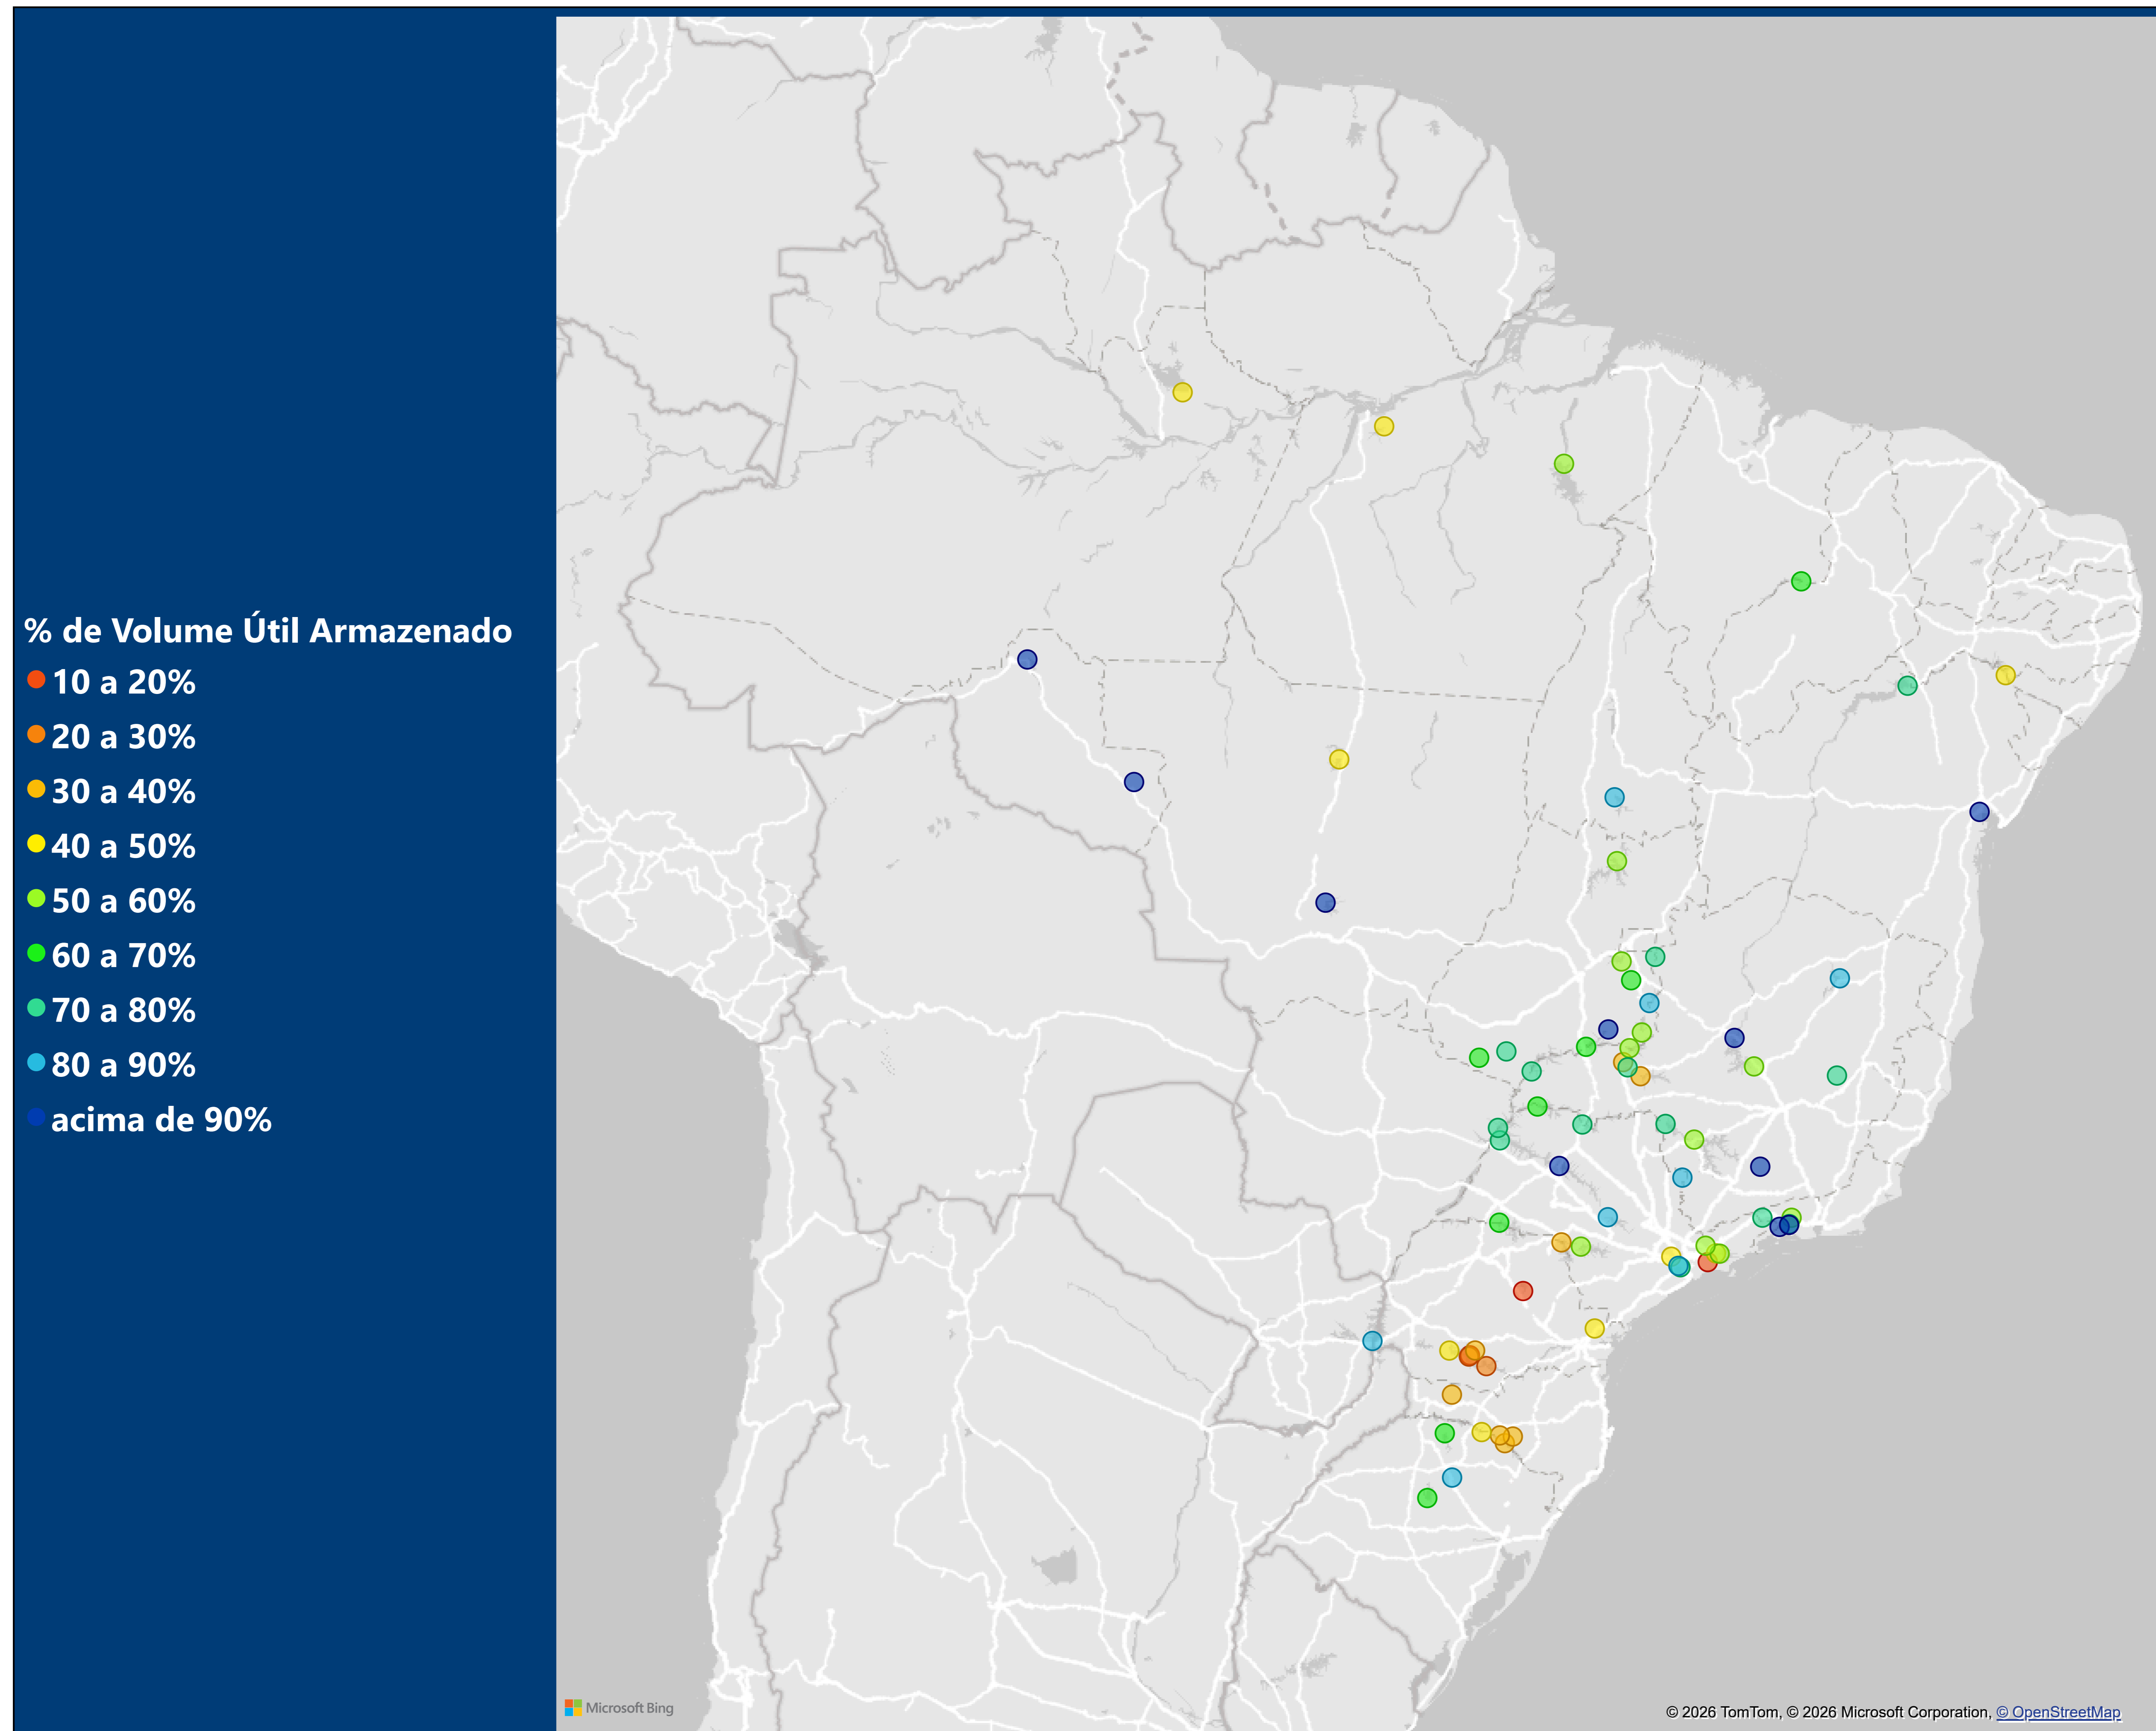 % de Volume Útil Armazenado
10 a 20%
20 a 30%
30 a 40%
40 a 50%
50 a 60%
60 a 70%
70 a 80%
80 a 90%
acima de 90%
Microsoft Bing
© 2026 TomTom, © 2026 Microsoft Corporation, © OpenStreetMap